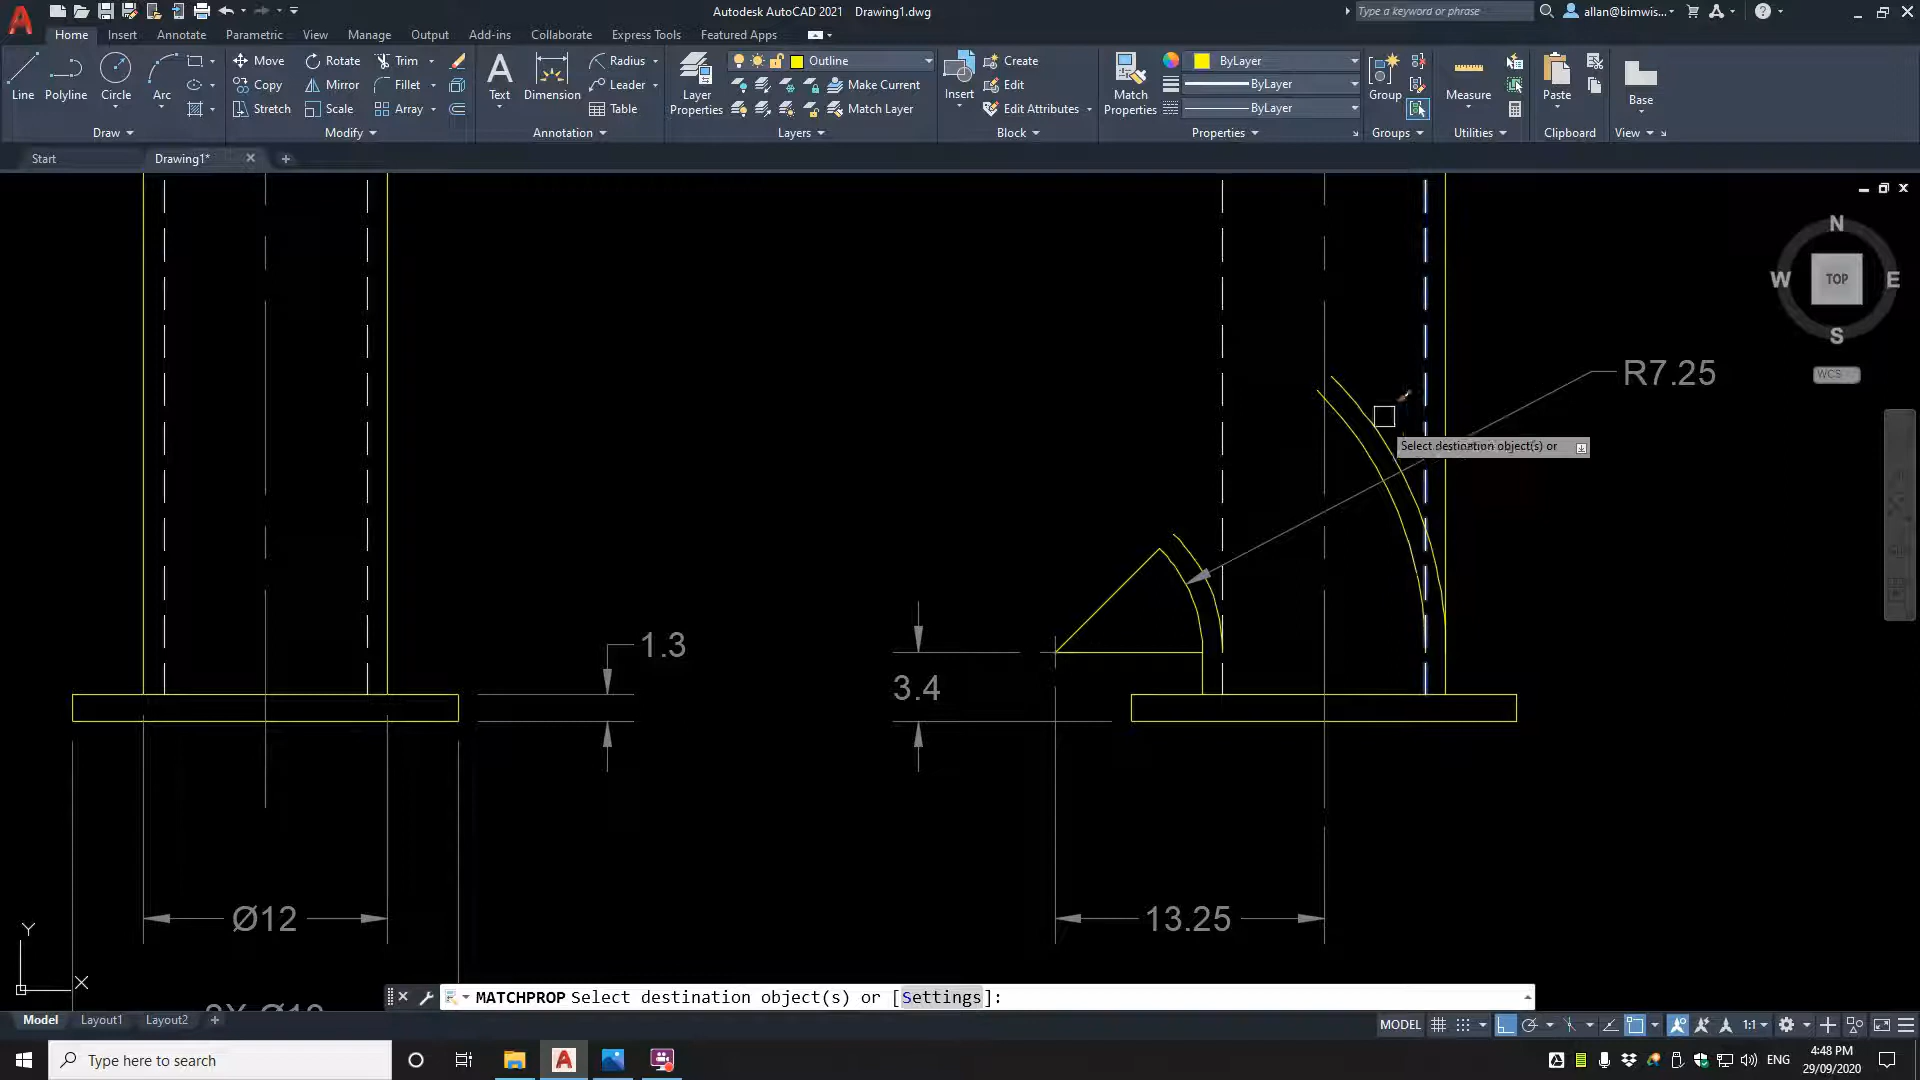 Autodesk AutoCAD 2021 Drawing1.dwg
Type a keyword or phrase
allan@bimwis...
Home Insert Annotate Parametric View Manage Output Add-ins Collaborate Express Tools Featured Apps
Line
Polyline
Circle
Arc
Move
Rotate
Trim
Copy
Mirror
Fillet
Stretch
Scale
Array
Text
Dimension
Radius
Leader
Table
Layer
Properties
Outline
Make Current
Match Layer
Insert
Create
Edit
Edit Attributes
Match
Properties
ByLayer
ByLayer
ByLayer
Group
Measure
Paste
Base
Draw
Modify
Annotation
Layers
Block
Properties
Groups
Utilities
Clipboard
View
Start
Drawing1*
N
W
TOP
E
S
WCS
R7.25
Select destination object(s) or
1.3
3.4
Ø12
13.25
Y
X
MATCHPROP Select destination object(s) or [Settings]:
Model Layout1 Layout2
MODEL
1:1
Type here to search
ENG
4:48 PM
29/09/2020